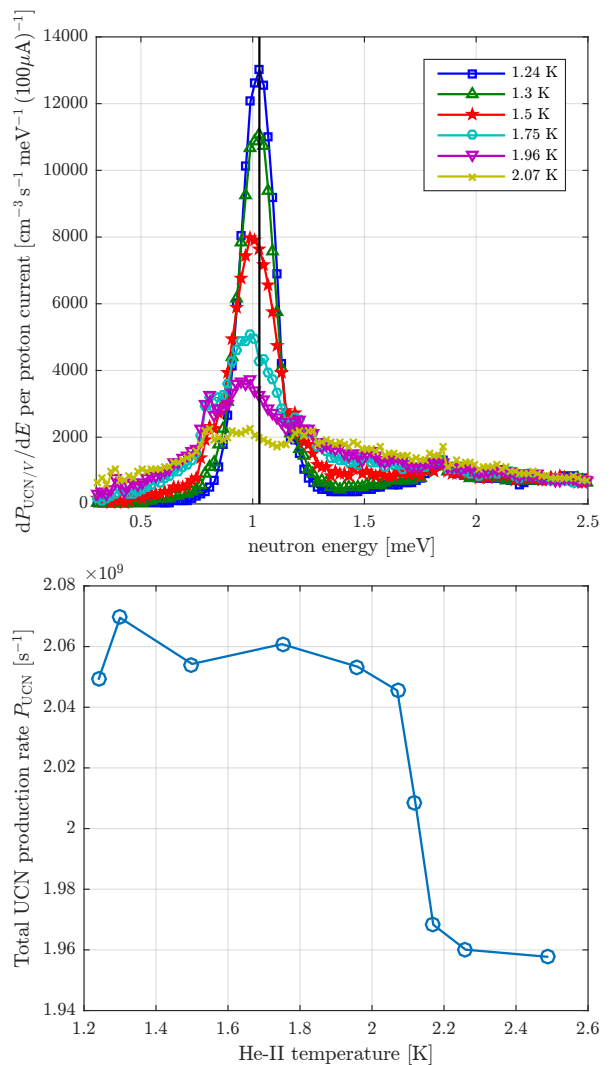 dP_UCN/V/dE per proton current [cm⁻³ s⁻¹ meV⁻¹ (100μA)⁻¹]
14000
12000
10000
8000
6000
4000
2000
0
1.24 K
1.3 K
1.5 K
1.75 K
1.96 K
2.07 K
0.5 1 1.5 2 2.5
neutron energy [meV]
×10⁹
Total UCN production rate P_UCN [s⁻¹]
2.08
2.06
2.04
2.02
2
1.98
1.96
1.94
1.2 1.4 1.6 1.8 2 2.2 2.4 2.6
He-II temperature [K]